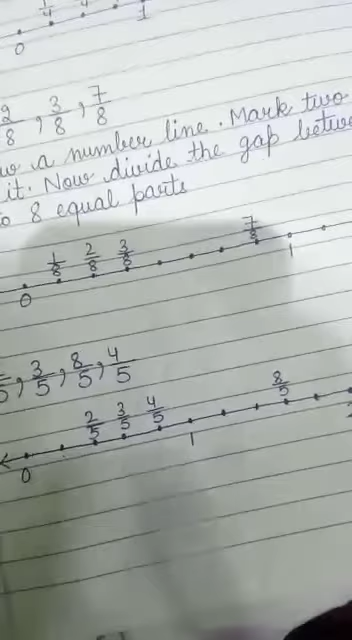 0 1/4 1
2/8, 3/8, 7/8
a number line. Mark two
it. Now divide the gap
8 equal parts
1/8 2/8 3/8 7/8
0 1
3/5, 8/5, 4/5
2/5 3/5 4/5 8/5
0 1